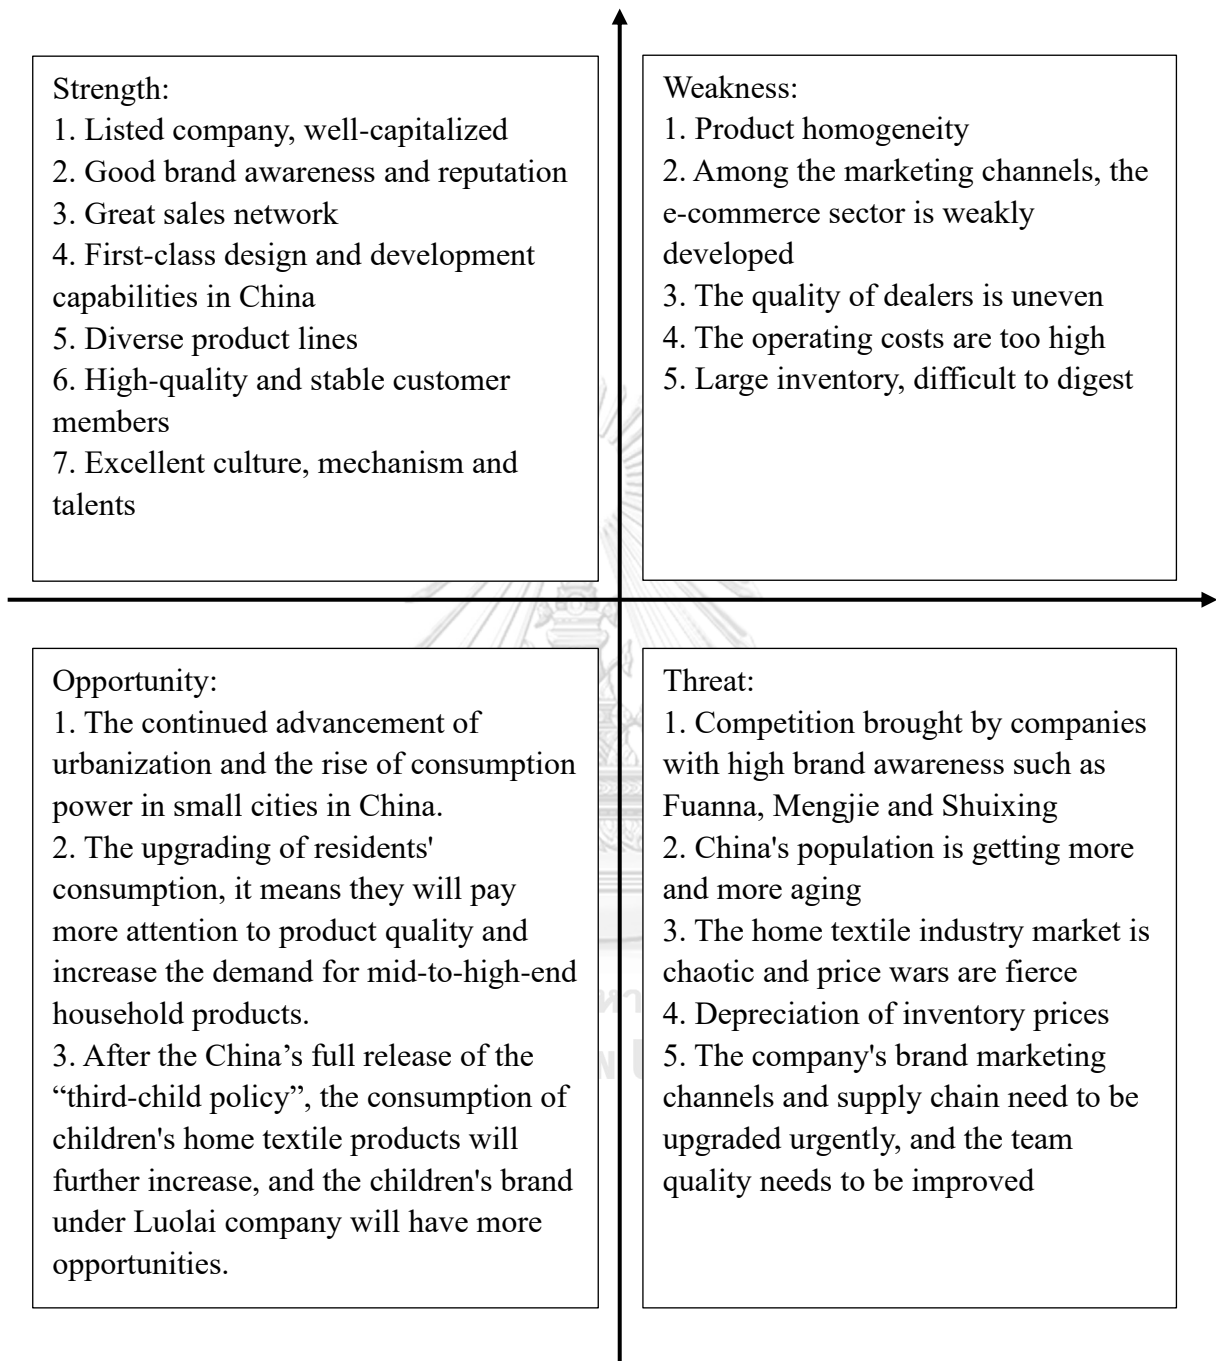 Strength:
1. Listed company, well-capitalized
2. Good brand awareness and reputation
3. Great sales network
4. First-class design and development
capabilities in China
5. Diverse product lines
6. High-quality and stable customer
members
7. Excellent culture, mechanism and
talents
Weakness:
1. Product homogeneity
2. Among the marketing channels, the
e-commerce sector is weakly
developed
3. The quality of dealers is uneven
4. The operating costs are too high
5. Large inventory, difficult to digest
Opportunity:
1. The continued advancement of
urbanization and the rise of consumption
power in small cities in China.
2. The upgrading of residents'
consumption, it means they will pay
more attention to product quality and
increase the demand for mid-to-high-end
household products.
3. After the China’s full release of the
“third-child policy”, the consumption of
children's home textile products will
further increase, and the children's brand
under Luolai company will have more
opportunities.
Threat:
1. Competition brought by companies
with high brand awareness such as
Fuanna, Mengjie and Shuixing
2. China's population is getting more
and more aging
3. The home textile industry market is
chaotic and price wars are fierce
4. Depreciation of inventory prices
5. The company's brand marketing
channels and supply chain need to be
upgraded urgently, and the team
quality needs to be improved